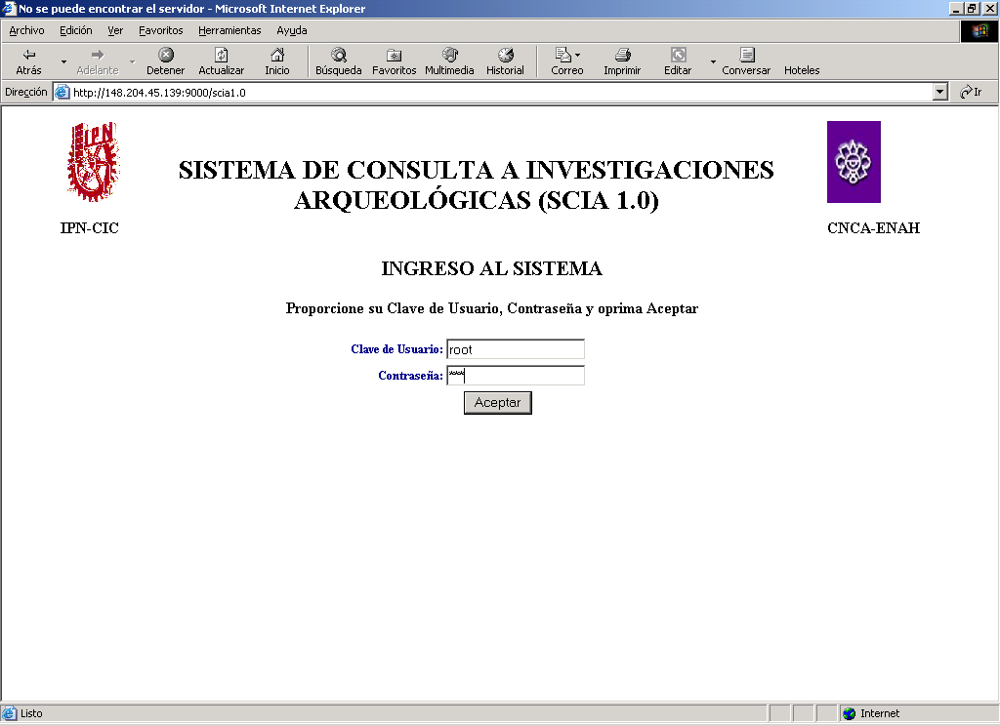 No se puede encontrar el servidor - Microsoft Internet Explorer
Archivo Edición Ver Favoritos Herramientas Ayuda
Atrás Adelante Detener Actualizar Inicio Búsqueda Favoritos Multimedia Historial Correo Imprimir Editar Conversar Hoteles
Dirección http://148.204.45.139:9000/scia1.0 Ir
IPN
SISTEMA DE CONSULTA A INVESTIGACIONES
ARQUEOLÓGICAS (SCIA 1.0)
IPN-CIC CNCA-ENAH
INGRESO AL SISTEMA
Proporcione su Clave de Usuario, Contraseña y oprima Aceptar
Clave de Usuario: root
Contraseña: ***
Aceptar
Listo Internet